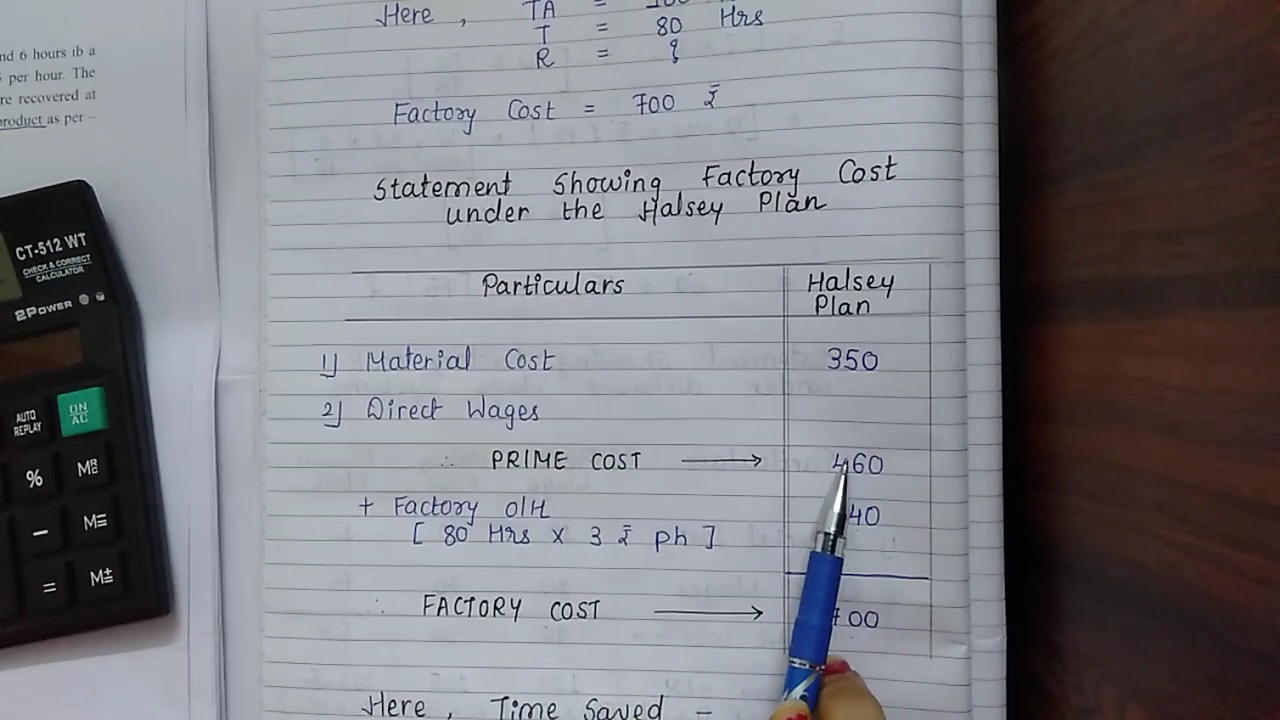 nd 6 hours ib a
per hour. The
re recovered at
product as per –
CT-512 WT
CHECK & CORRECT
CALCULATOR
2POWER
AUTO
REPLAY
ON
AC
%
–
=
Here , TA =
T = 80 Hrs
R = ?
Factory Cost = 700 ₹
Statement Showing Factory Cost
under the Halsey Plan
Particulars Halsey
Plan
1) Material Cost 350
2) Direct Wages
∴ PRIME COST → 460
+ Factory O/H 40
[ 80 Hrs x 3 ₹ ph ]
∴ FACTORY COST → 700
Here , Time Saved –